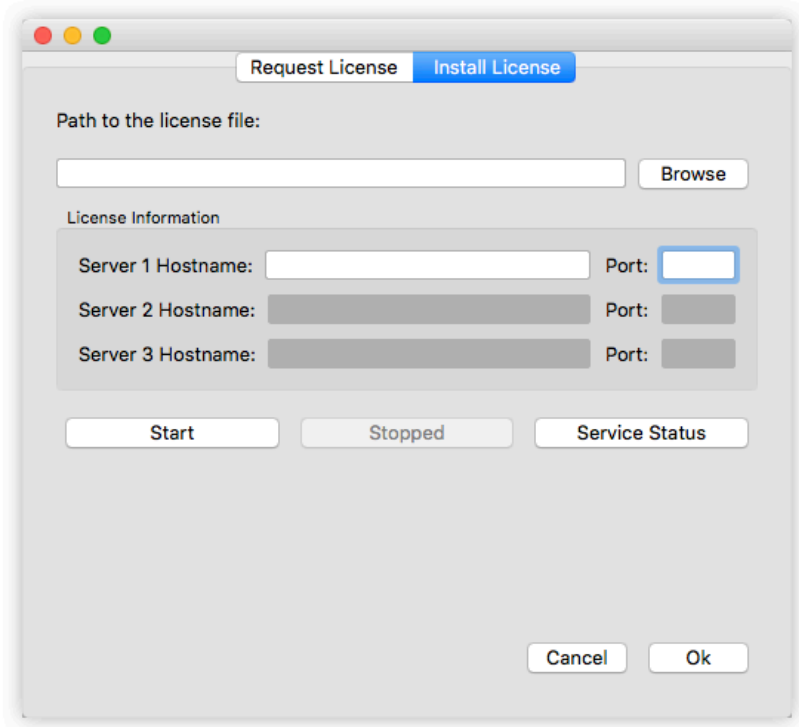 Request License Install License
Path to the license file:
Browse
License Information
Server 1 Hostname: Port:
Server 2 Hostname: Port:
Server 3 Hostname: Port:
Start Stopped Service Status
Cancel Ok